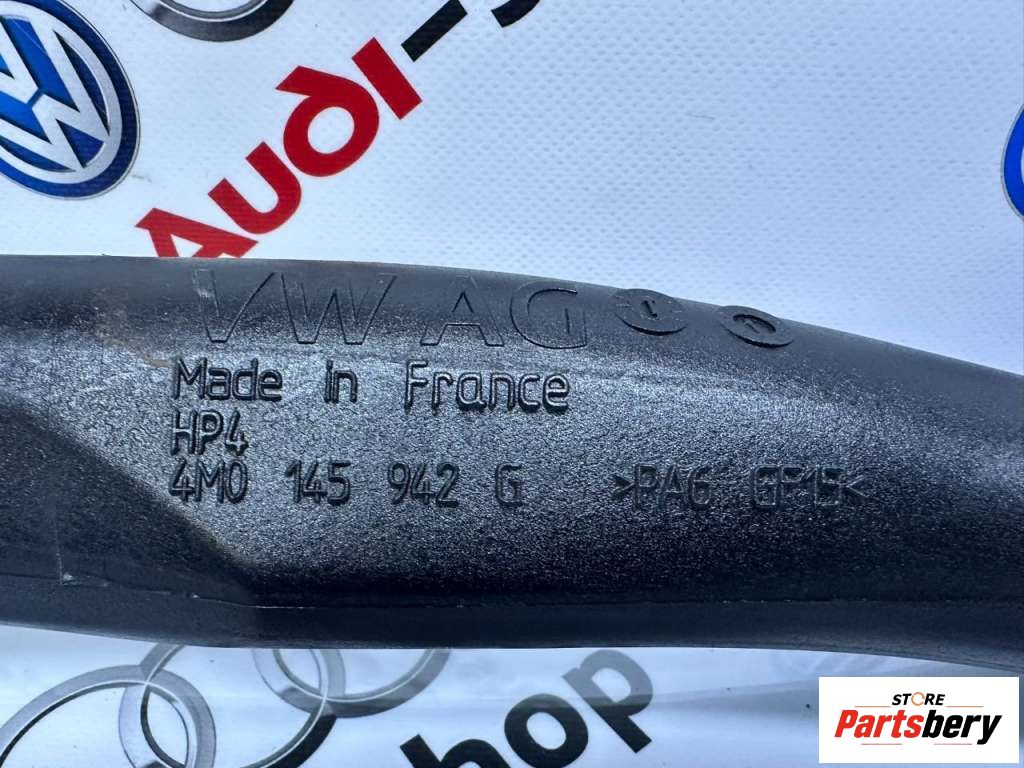 AUDI-S
VW AG
Made in France
HP4
4M0 145 942 G >PA6 GF15<
hop
STORE
Partsbery